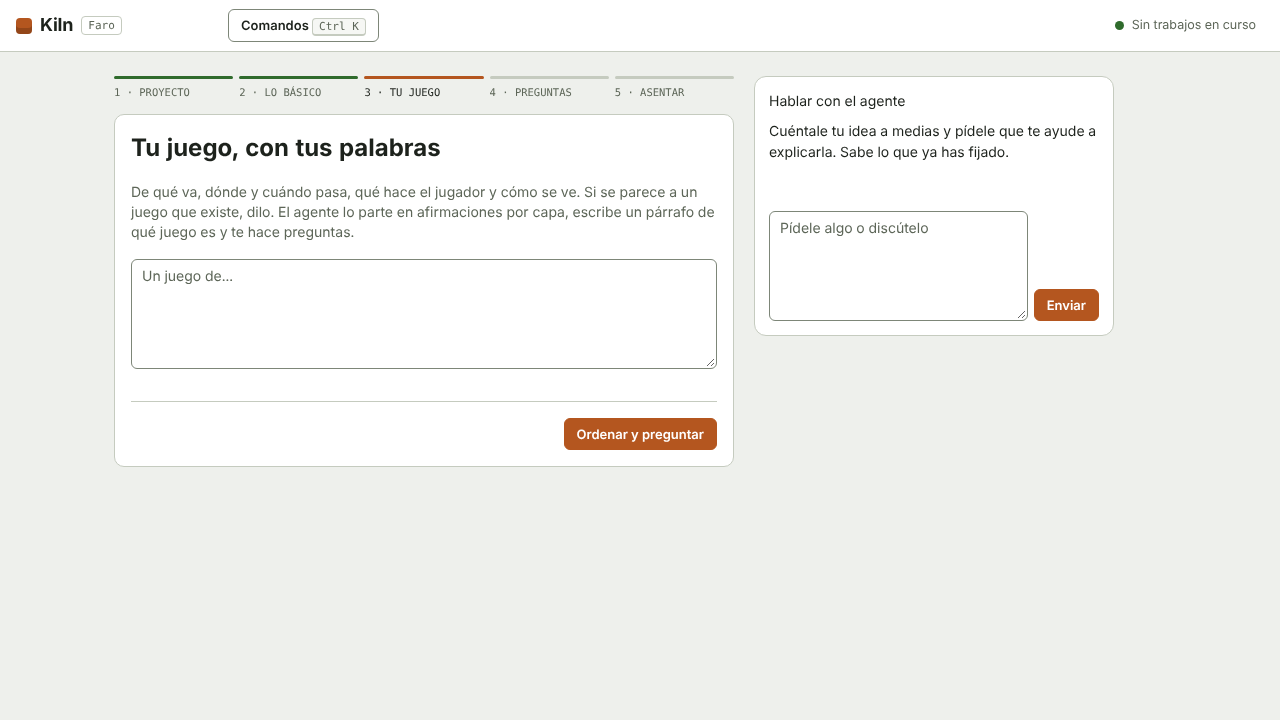 Kiln Faro Comandos Ctrl K Sin trabajos en curso
1 · PROYECTO 2 · LO BÁSICO 3 · TU JUEGO 4 · PREGUNTAS 5 · ASENTAR
Tu juego, con tus palabras
De qué va, dónde y cuándo pasa, qué hace el jugador y cómo se ve. Si se parece a un
juego que existe, dilo. El agente lo parte en afirmaciones por capa, escribe un párrafo de
qué juego es y te hace preguntas.
Un juego de...
Ordenar y preguntar
Hablar con el agente
Cuéntale tu idea a medias y pídele que te ayude a
explicarla. Sabe lo que ya has fijado.
Pídele algo o discútelo
Enviar